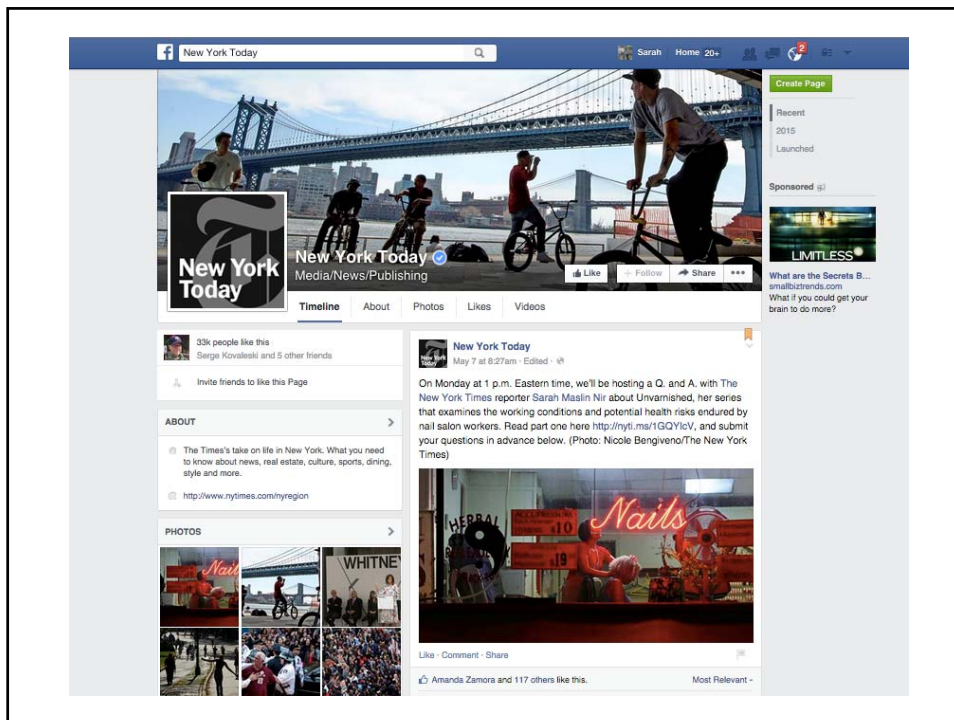 New York Today
Sarah Home 20+
2
Create Page
Recent
2015
Launched
Sponsored
LIMITLESS
What are the Secrets B...
smallbiztrends.com
What if you could get your
brain to do more?
New York
Today
New York Today
Media/News/Publishing
Like
Follow
Share
Timeline About Photos Likes Videos
33k people like this
Serge Kovaleski and 5 other friends
Invite friends to like this Page
ABOUT
The Times's take on life in New York. What you need
to know about news, real estate, culture, sports, dining,
style and more.
http://www.nytimes.com/nyregion
PHOTOS
Nail
WHITNE
New York
Today
New York Today
May 7 at 8:27am · Edited ·
On Monday at 1 p.m. Eastern time, we'll be hosting a Q. and A. with The
New York Times reporter Sarah Maslin Nir about Unvarnished, her series
that examines the working conditions and potential health risks endured by
nail salon workers. Read part one here http://nyti.ms/1GQYlcV, and submit
your questions in advance below. (Photo: Nicole Bengiveno/The New York
Times)
HERBAL
$10
$19
Nails
Like · Comment · Share
Amanda Zamora and 117 others like this.
Most Relevant